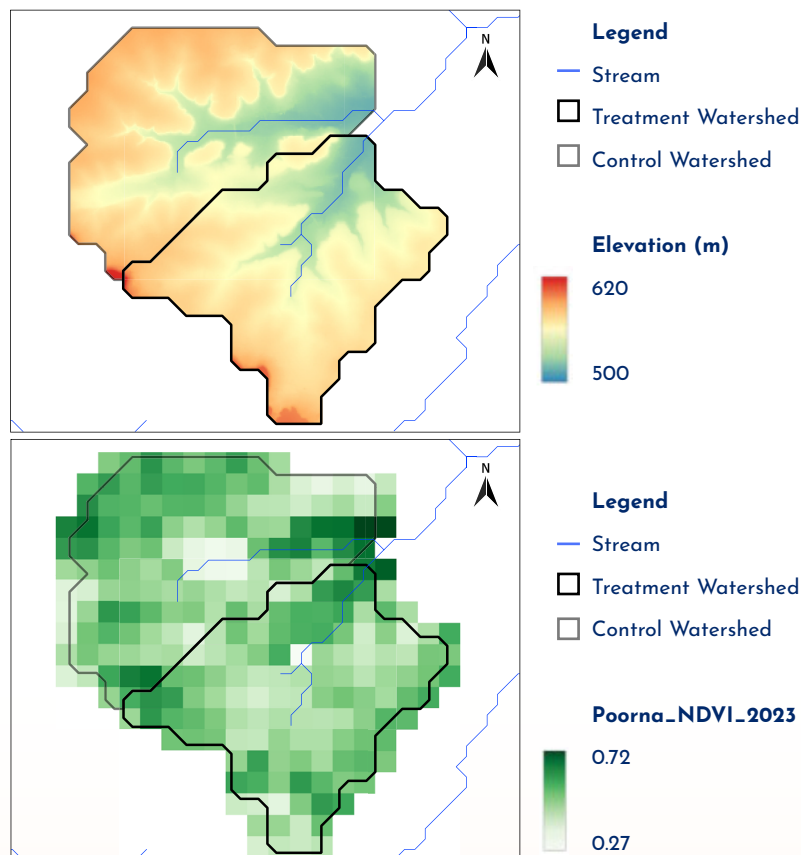 N
Legend
Stream
Treatment Watershed
Control Watershed
Elevation (m)
620
500
N
Legend
Stream
Treatment Watershed
Control Watershed
Poorna_NDVI_2023
0.72
0.27